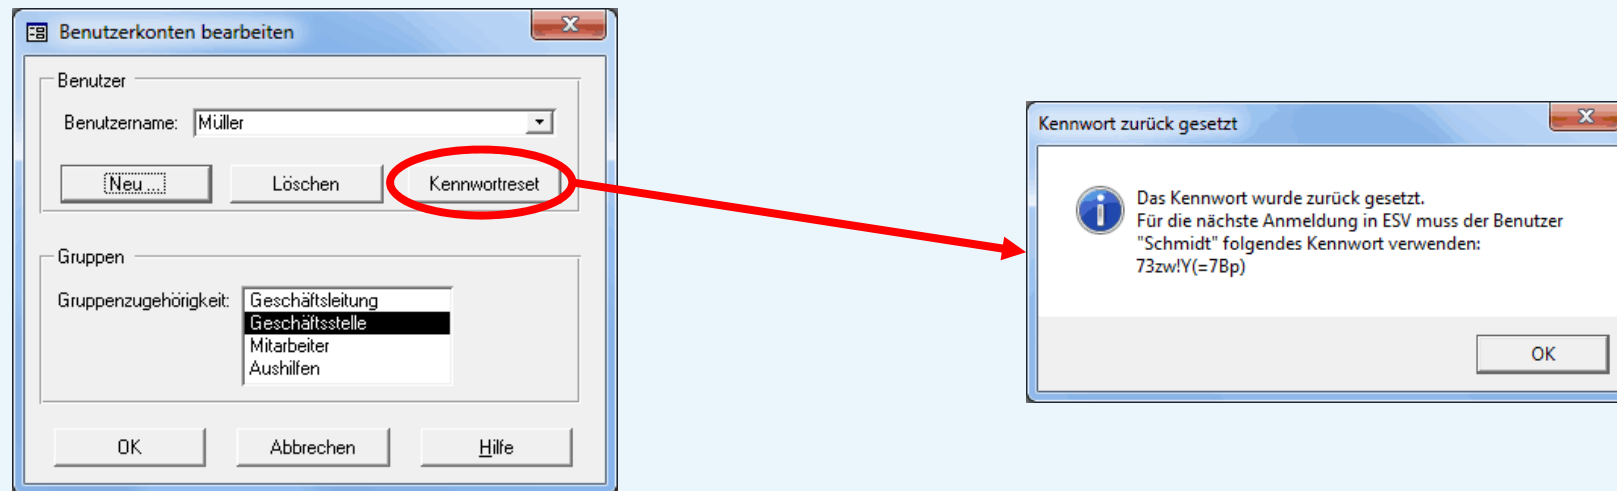 Benutzerkonten bearbeiten
Benutzer
Benutzername: Müller
Neu ... Löschen Kennwortreset
Gruppen
Gruppenzugehörigkeit: Geschäftsleitung
Geschäftsstelle
Mitarbeiter
Aushilfen
OK Abbrechen Hilfe
Kennwort zurück gesetzt
Das Kennwort wurde zurück gesetzt.
Für die nächste Anmeldung in ESV muss der Benutzer
"Schmidt" folgendes Kennwort verwenden:
73zw!Y(=7Bp)
OK